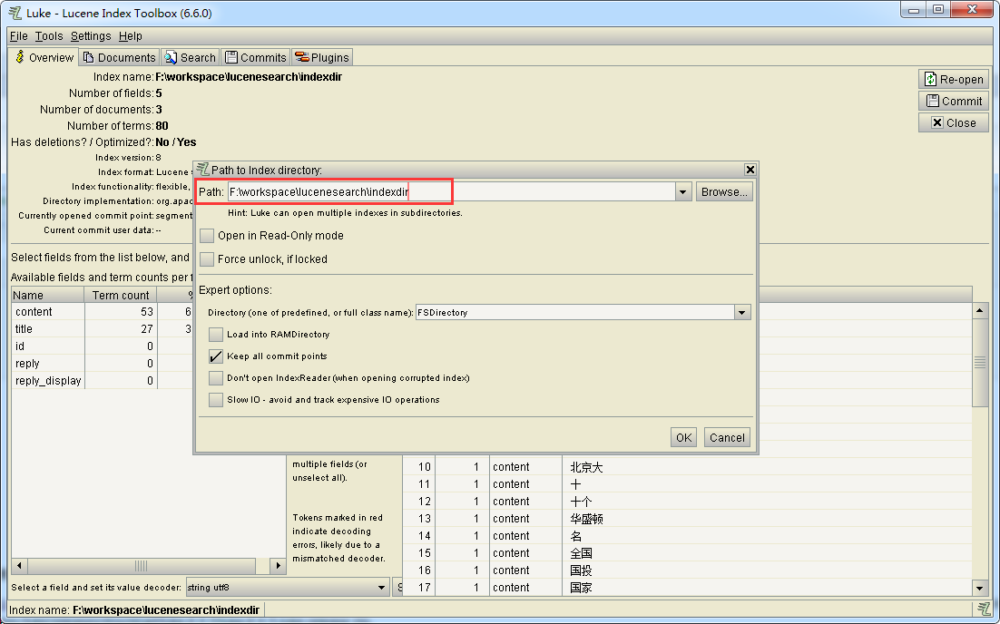 Luke - Lucene Index Toolbox (6.6.0)
File Tools Settings Help
Overview Documents Search Commits Plugins
Index name: F:\workspace\lucenesearch\indexdir
Re-open
Number of fields: 5
Commit
Number of documents: 3
Close
Number of terms: 80
Has deletions? / Optimized?: No / Yes
Index version: 8
Index format: Lucene
Index functionality: flexible,
Directory implementation: org.apac
Currently opened commit point: segment
Current commit user data: --
Select fields from the list below, and
Available fields and term counts per
Name Term count %
content 53 6
title 27 3
id 0
reply 0
reply_display 0
Path to Index directory:
Path: F:\workspace\lucenesearch\indexdir Browse...
Hint: Luke can open multiple indexes in subdirectories.
Open in Read-Only mode
Force unlock, if locked
Expert options:
Directory (one of predefined, or full class name): FSDirectory
Load into RAMDirectory
Keep all commit points
Don't open IndexReader (when opening corrupted index)
Slow IO - avoid and track expensive IO operations
OK Cancel
multiple fields (or
unselect all).
Tokens marked in red
indicate decoding
errors, likely due to a
mismatched decoder.
10 1 content 北京大
11 1 content 十
12 1 content 十个
13 1 content 华盛顿
14 1 content 名
15 1 content 全国
16 1 content 国投
17 1 content 国家
Select a field and set its value decoder: string utf8 S
Index name: F:\workspace\lucenesearch\indexdir